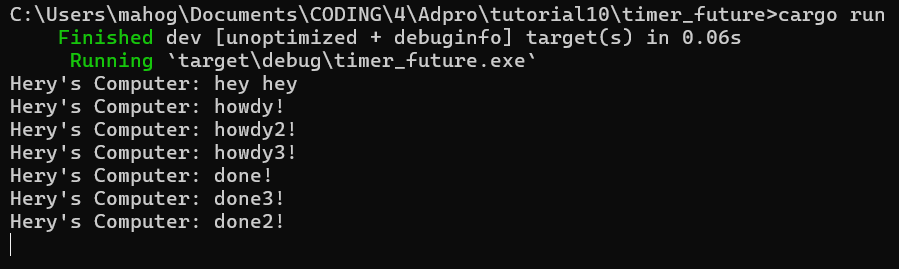 C:\Users\mahog\Documents\CODING\4\Adpro\tutorial10\timer_future>cargo run
    Finished dev [unoptimized + debuginfo] target(s) in 0.06s
     Running `target\debug\timer_future.exe`
Hery's Computer: hey hey
Hery's Computer: howdy!
Hery's Computer: howdy2!
Hery's Computer: howdy3!
Hery's Computer: done!
Hery's Computer: done3!
Hery's Computer: done2!